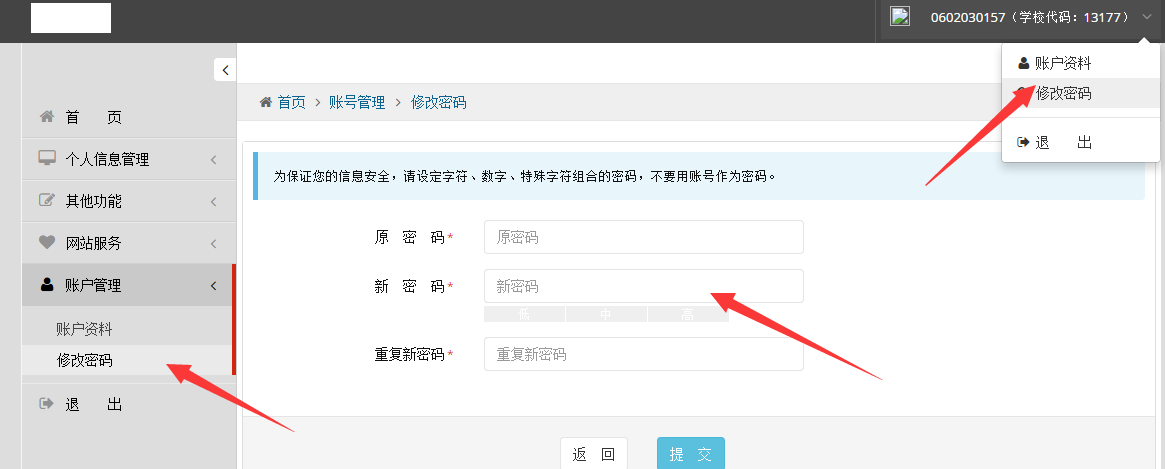 0602030157（学校代码：13177）
账户资料
修改密码
退 出
首 页
个人信息管理
其他功能
网站服务
账户管理
账户资料
修改密码
退 出
首页 > 账号管理 > 修改密码
为保证您的信息安全，请设定字符、数字、特殊字符组合的密码，不要用账号作为密码。
原 密 码* 原密码
新 密 码* 新密码
低 中 高
重复新密码* 重复新密码
返 回 提 交